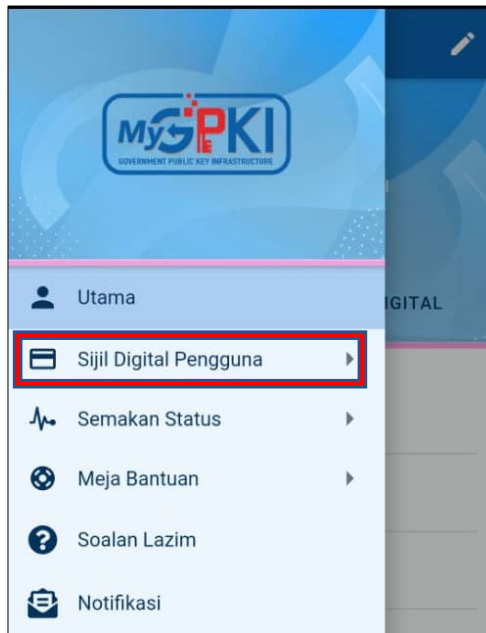 MyGPKI
GOVERNMENT PUBLIC KEY INFRASTRUCTURE
Utama
IGITAL
Sijil Digital Pengguna
Semakan Status
Meja Bantuan
Soalan Lazim
Notifikasi